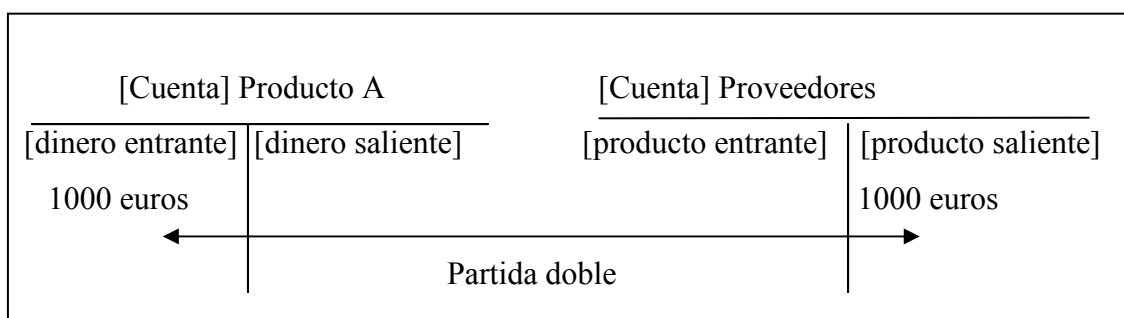 [Cuenta] Producto A [Cuenta] Proveedores
[dinero entrante] [dinero saliente] [producto entrante] [producto saliente]
1000 euros 1000 euros
Partida doble